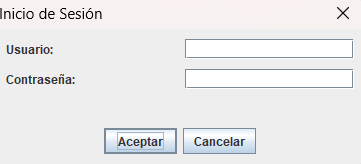 Inicio de Sesión
Usuario:
Contraseña:
Aceptar Cancelar